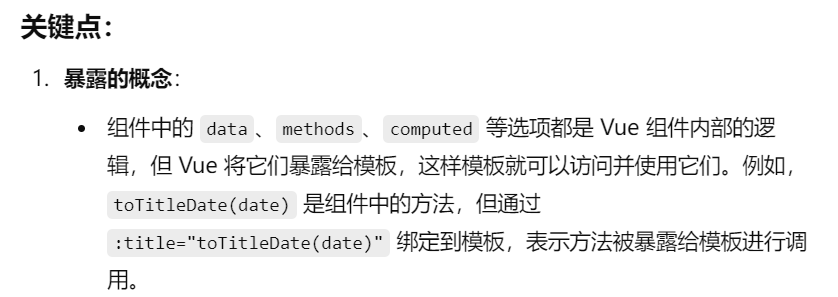 关键点：
1. 暴露的概念：
• 组件中的 data、methods、computed 等选项都是 Vue 组件内部的逻
辑，但 Vue 将它们暴露给模板，这样模板就可以访问并使用它们。例如，
toTitleDate(date) 是组件中的方法，但通过
:title="toTitleDate(date)" 绑定到模板，表示方法被暴露给模板进行调
用。